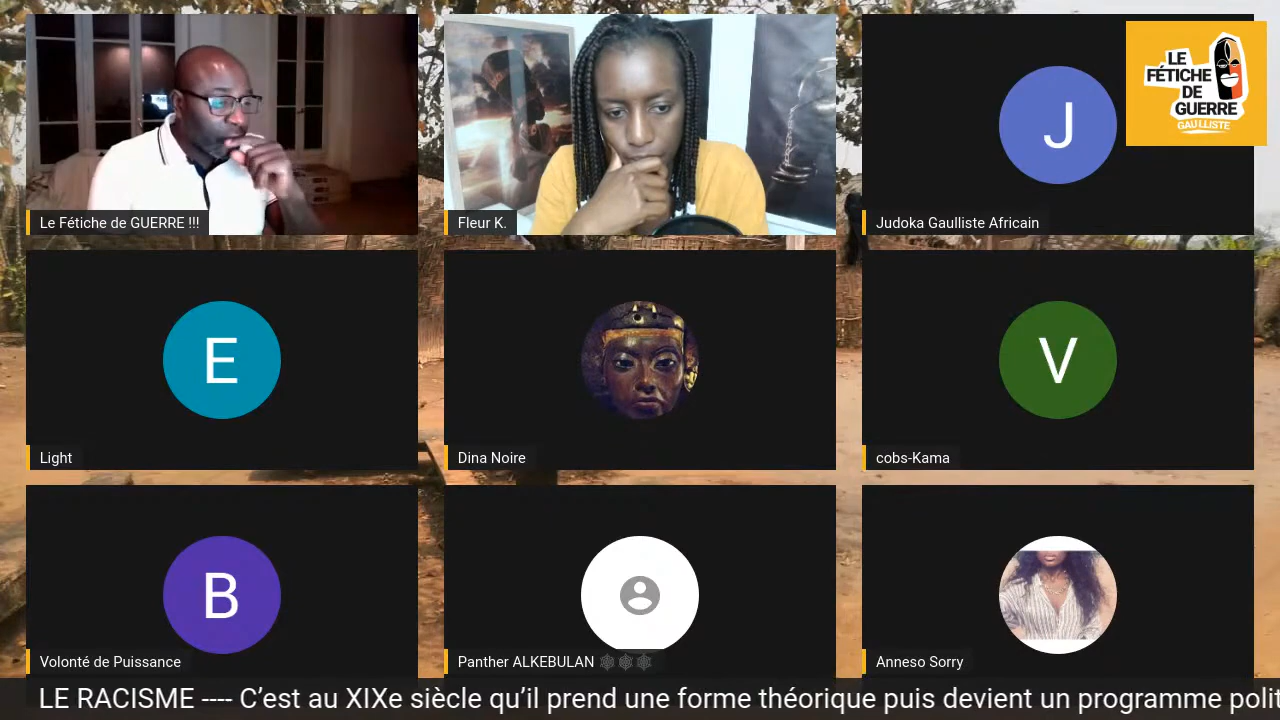 LE
FÉTICHE
DE
GUERRE
GAULLISTE
J
Le Fétiche de GUERRE !!!
Fleur K.
Judoka Gaulliste Africain
E
V
Light
Dina Noire
cobs-Kama
B
Volonté de Puissance
Panther ALKEBULAN 🕸🕸🕸
Anneso Sorry
LE RACISME ---- C’est au XIXe siècle qu’il prend une forme théorique puis devient un programme polit